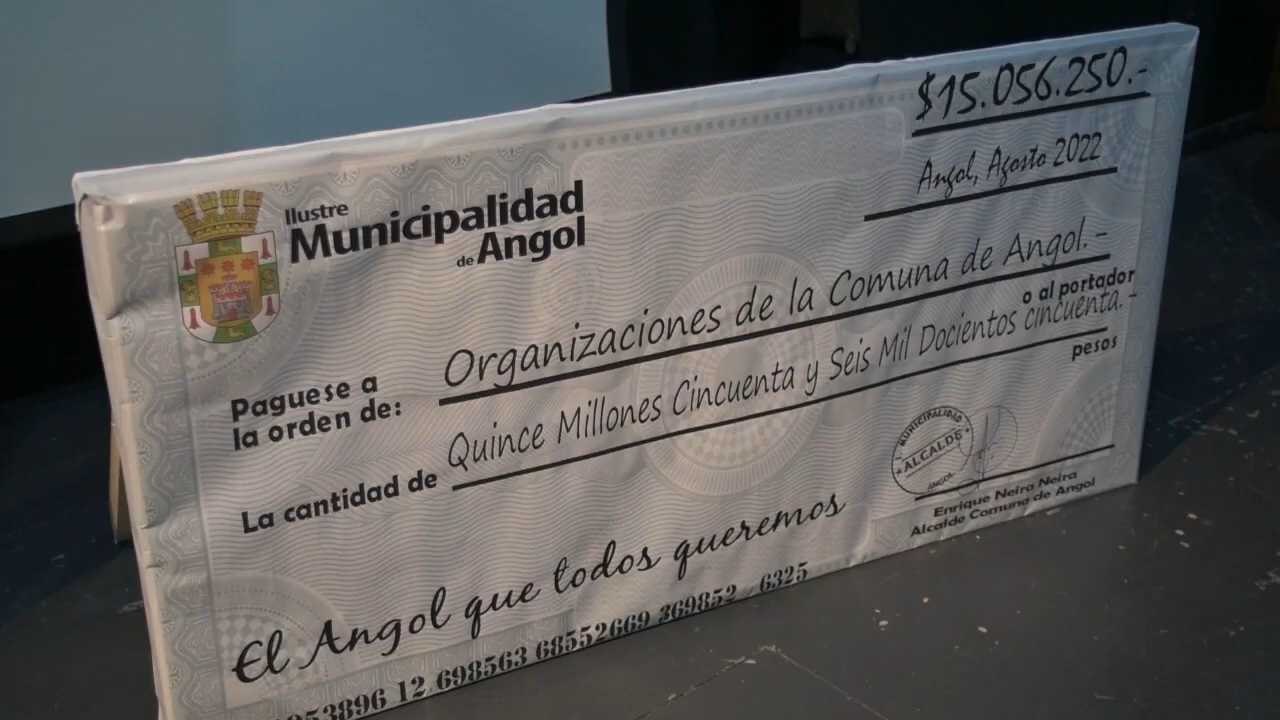 $15.056.250.-
Angol, Agosto 2022
Ilustre
Municipalidad
de Angol
Paguese a
la orden de:
Organizaciones de la Comuna de Angol.-
o al portador
La cantidad de
Quince Millones Cincuenta y Seis Mil Docientos cincuenta.-
pesos
MUNICIPALIDAD
ALCALDE
ANGOL
Enrique Neira Neira
Alcalde Comuna de Angol
El Angol que todos queremos
53896 12 698563 68552669 369852 6325